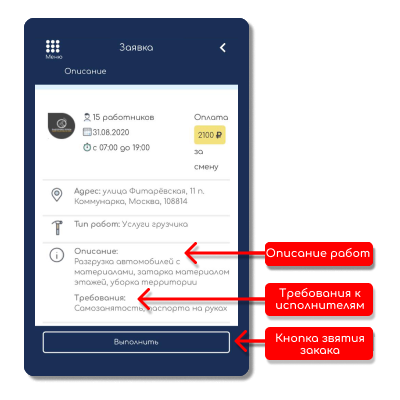 Заявка
Меню
Описание
15 работников
31.08.2020
с 07:00 до 19:00
Оплата
2100 ₽
за
смену
Адрес: улица Фитарёвская, 11 п.
Коммунарка, Москва, 108814
Тип работ: Услуги грузчика
Описание:
Разгрузка автомобилей с
материалами, затарка материалом
этажей, уборка территории
Требования:
Самозанятость, паспорта на руках
Выполнить
Описание работ
Требования к
исполнителям
Кнопка звятия
закака